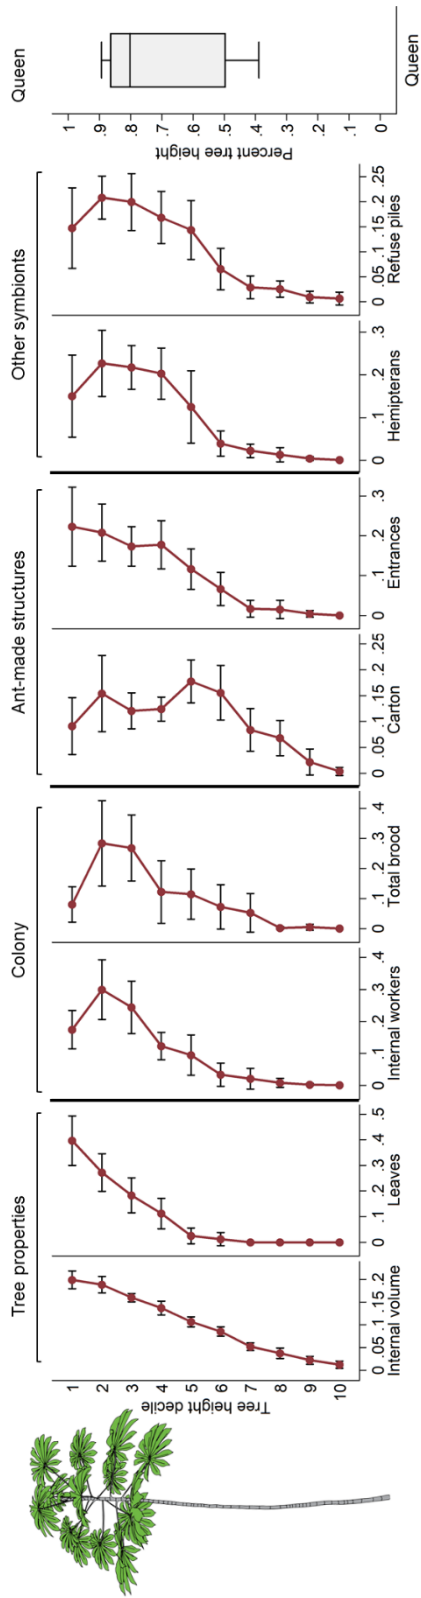 Tree properties
Colony
Ant-made structures
Other symbionts
Queen
Tree height decile
1
2
3
4
5
6
7
8
9
10
0 .05 .1 .15 .2
Internal volume
0 .1 .2 .3 .4 .5
Leaves
0 .1 .2 .3 .4
Internal workers
0 .1 .2 .3 .4
Total brood
0 .05 .1 .15 .2 .25
Carton
0 .1 .2 .3
Entrances
0 .1 .2 .3
Hemipterans
0 .05 .1 .15 .2 .25
Refuse piles
Percent tree height
1
.9
.8
.7
.6
.5
.4
.3
.2
.1
0
Queen